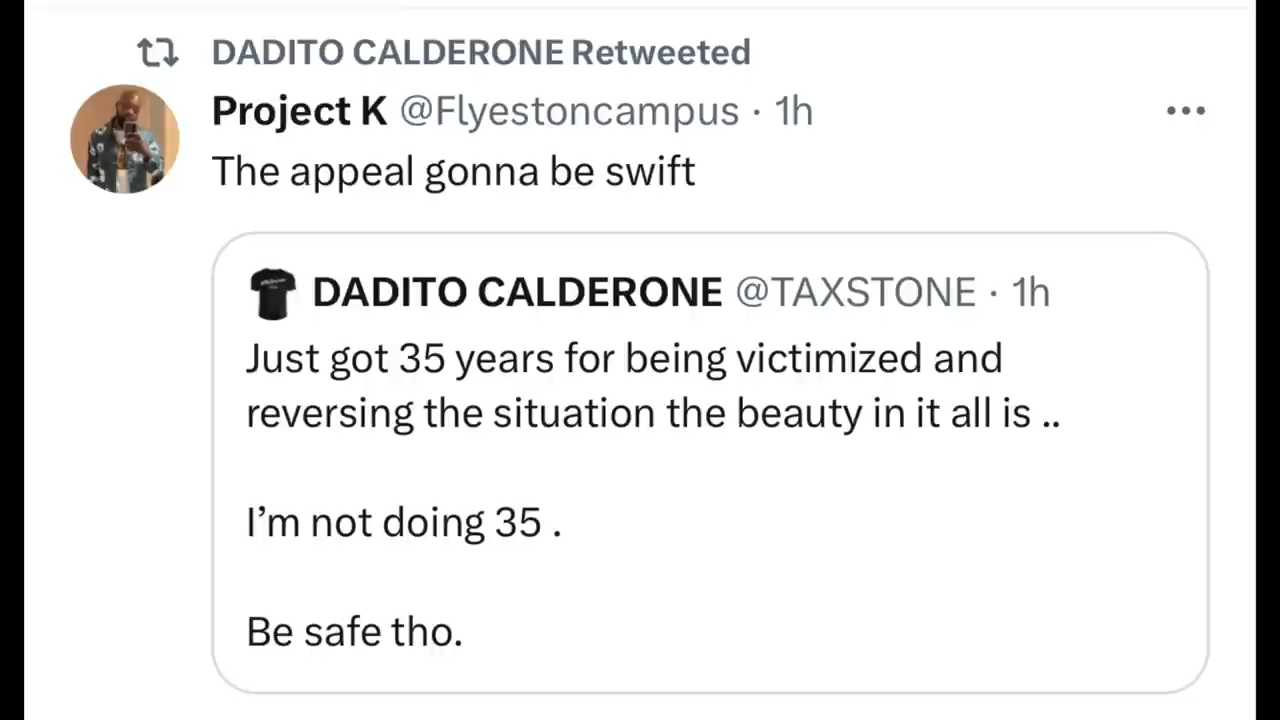 DADITO CALDERONE Retweeted
Project K @Flyestoncampus · 1h
The appeal gonna be swift
DADITO CALDERONE @TAXSTONE · 1h
Just got 35 years for being victimized and
reversing the situation the beauty in it all is ..
I’m not doing 35 .
Be safe tho.